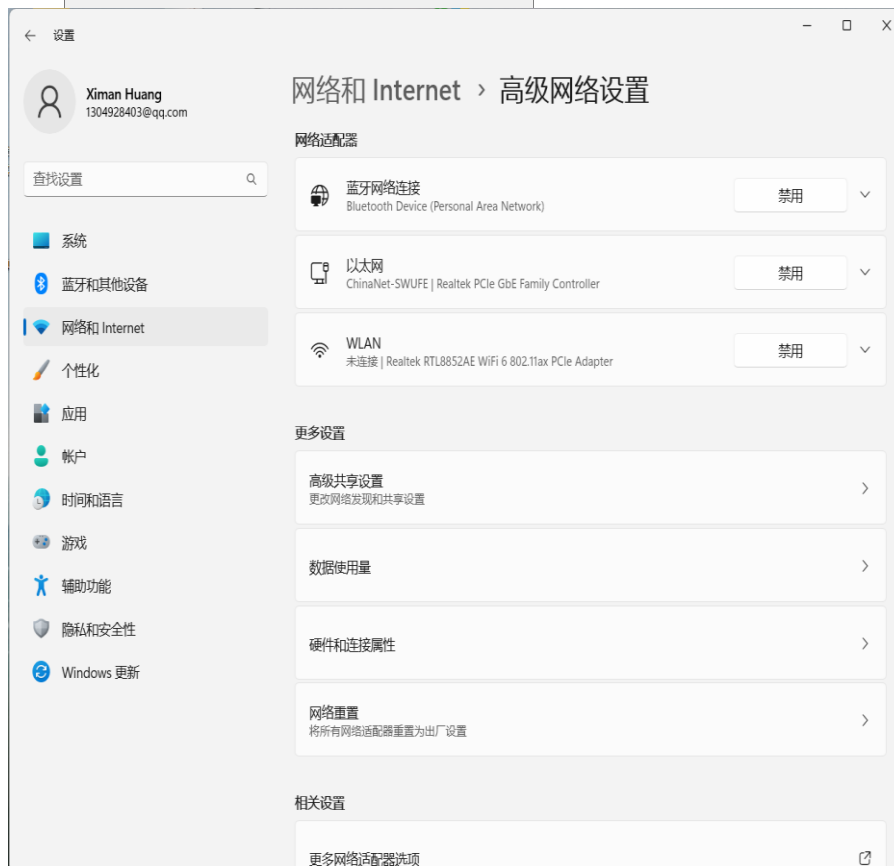 设置
Ximan Huang
1304928403@qq.com
查找设置
系统
蓝牙和其他设备
网络和 Internet
个性化
应用
帐户
时间和语言
游戏
辅助功能
隐私和安全性
Windows 更新
网络和 Internet › 高级网络设置
网络适配器
蓝牙网络连接
Bluetooth Device (Personal Area Network)
禁用
以太网
ChinaNet-SWUFE | Realtek PCIe GbE Family Controller
禁用
WLAN
未连接 | Realtek RTL8852AE WiFi 6 802.11ax PCIe Adapter
禁用
更多设置
高级共享设置
更改网络发现和共享设置
数据使用量
硬件和连接属性
网络重置
将所有网络适配器重置为出厂设置
相关设置
更多网络适配器选项